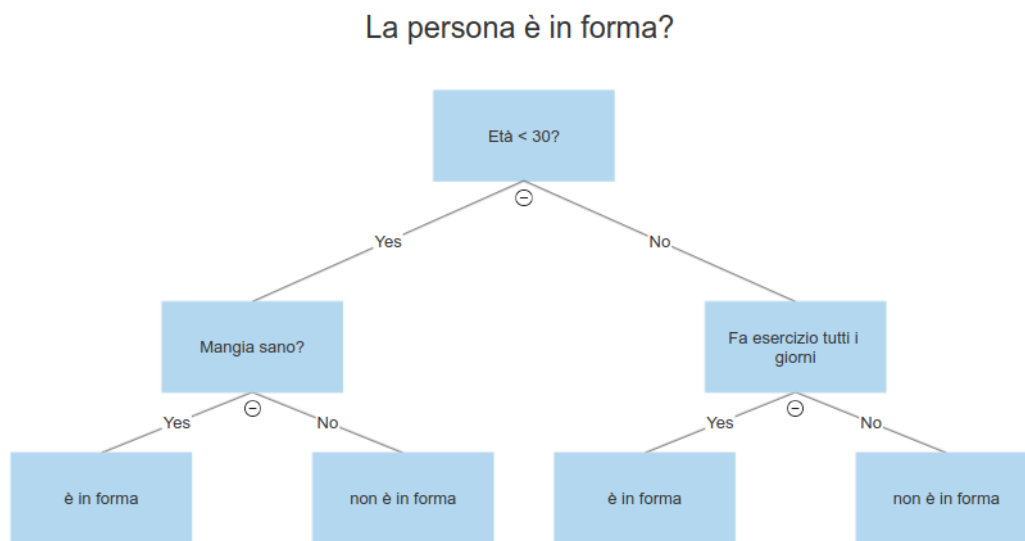 La persona è in forma?
Età < 30?
Yes
No
Mangia sano?
Fa esercizio tutti i
giorni
Yes
No
Yes
No
è in forma
non è in forma
è in forma
non è in forma